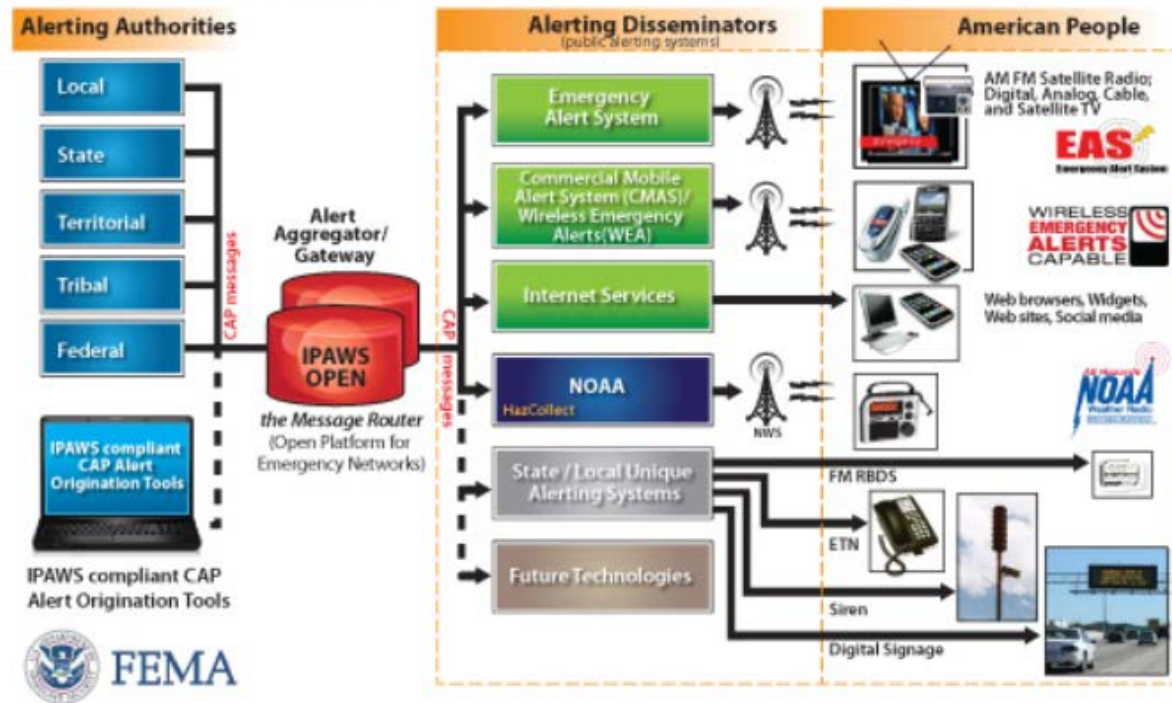 Alerting Authorities
Local
State
Territorial
Tribal
Federal
CAP messages
IPAWS compliant
CAP Alert
Origination Tools
IPAWS compliant CAP
Alert Origination Tools
FEMA
Alert
Aggregator/
Gateway
IPAWS
OPEN
the Message Router
(Open Platform for
Emergency Networks)
CAP messages
Alerting Disseminators
(public alerting systems)
Emergency
Alert System
Commercial Mobile
Alert System (CMAS)/
Wireless Emergency
Alerts(WEA)
Internet Services
NOAA
HazCollect
NWS
State / Local Unique
Alerting Systems
Future Technologies
FM RBDS
ETN
Siren
Digital Signage
American People
AM FM Satellite Radio;
Digital, Analog, Cable,
and Satellite TV
EAS
Emergency Alert System
WIRELESS
EMERGENCY
ALERTS
CAPABLE
Web browsers, Widgets,
Web sites, Social media
All Hazards
NOAA
Weather Radio